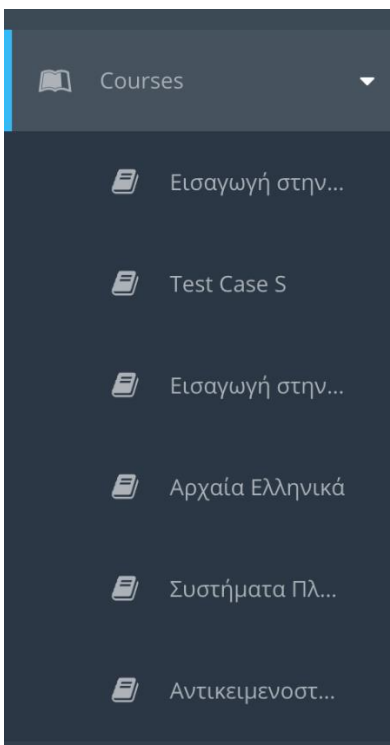 Courses
Εισαγωγή στην...
Test Case S
Εισαγωγή στην...
Αρχαία Ελληνικά
Συστήματα Πλ...
Αντικειμενοστ...